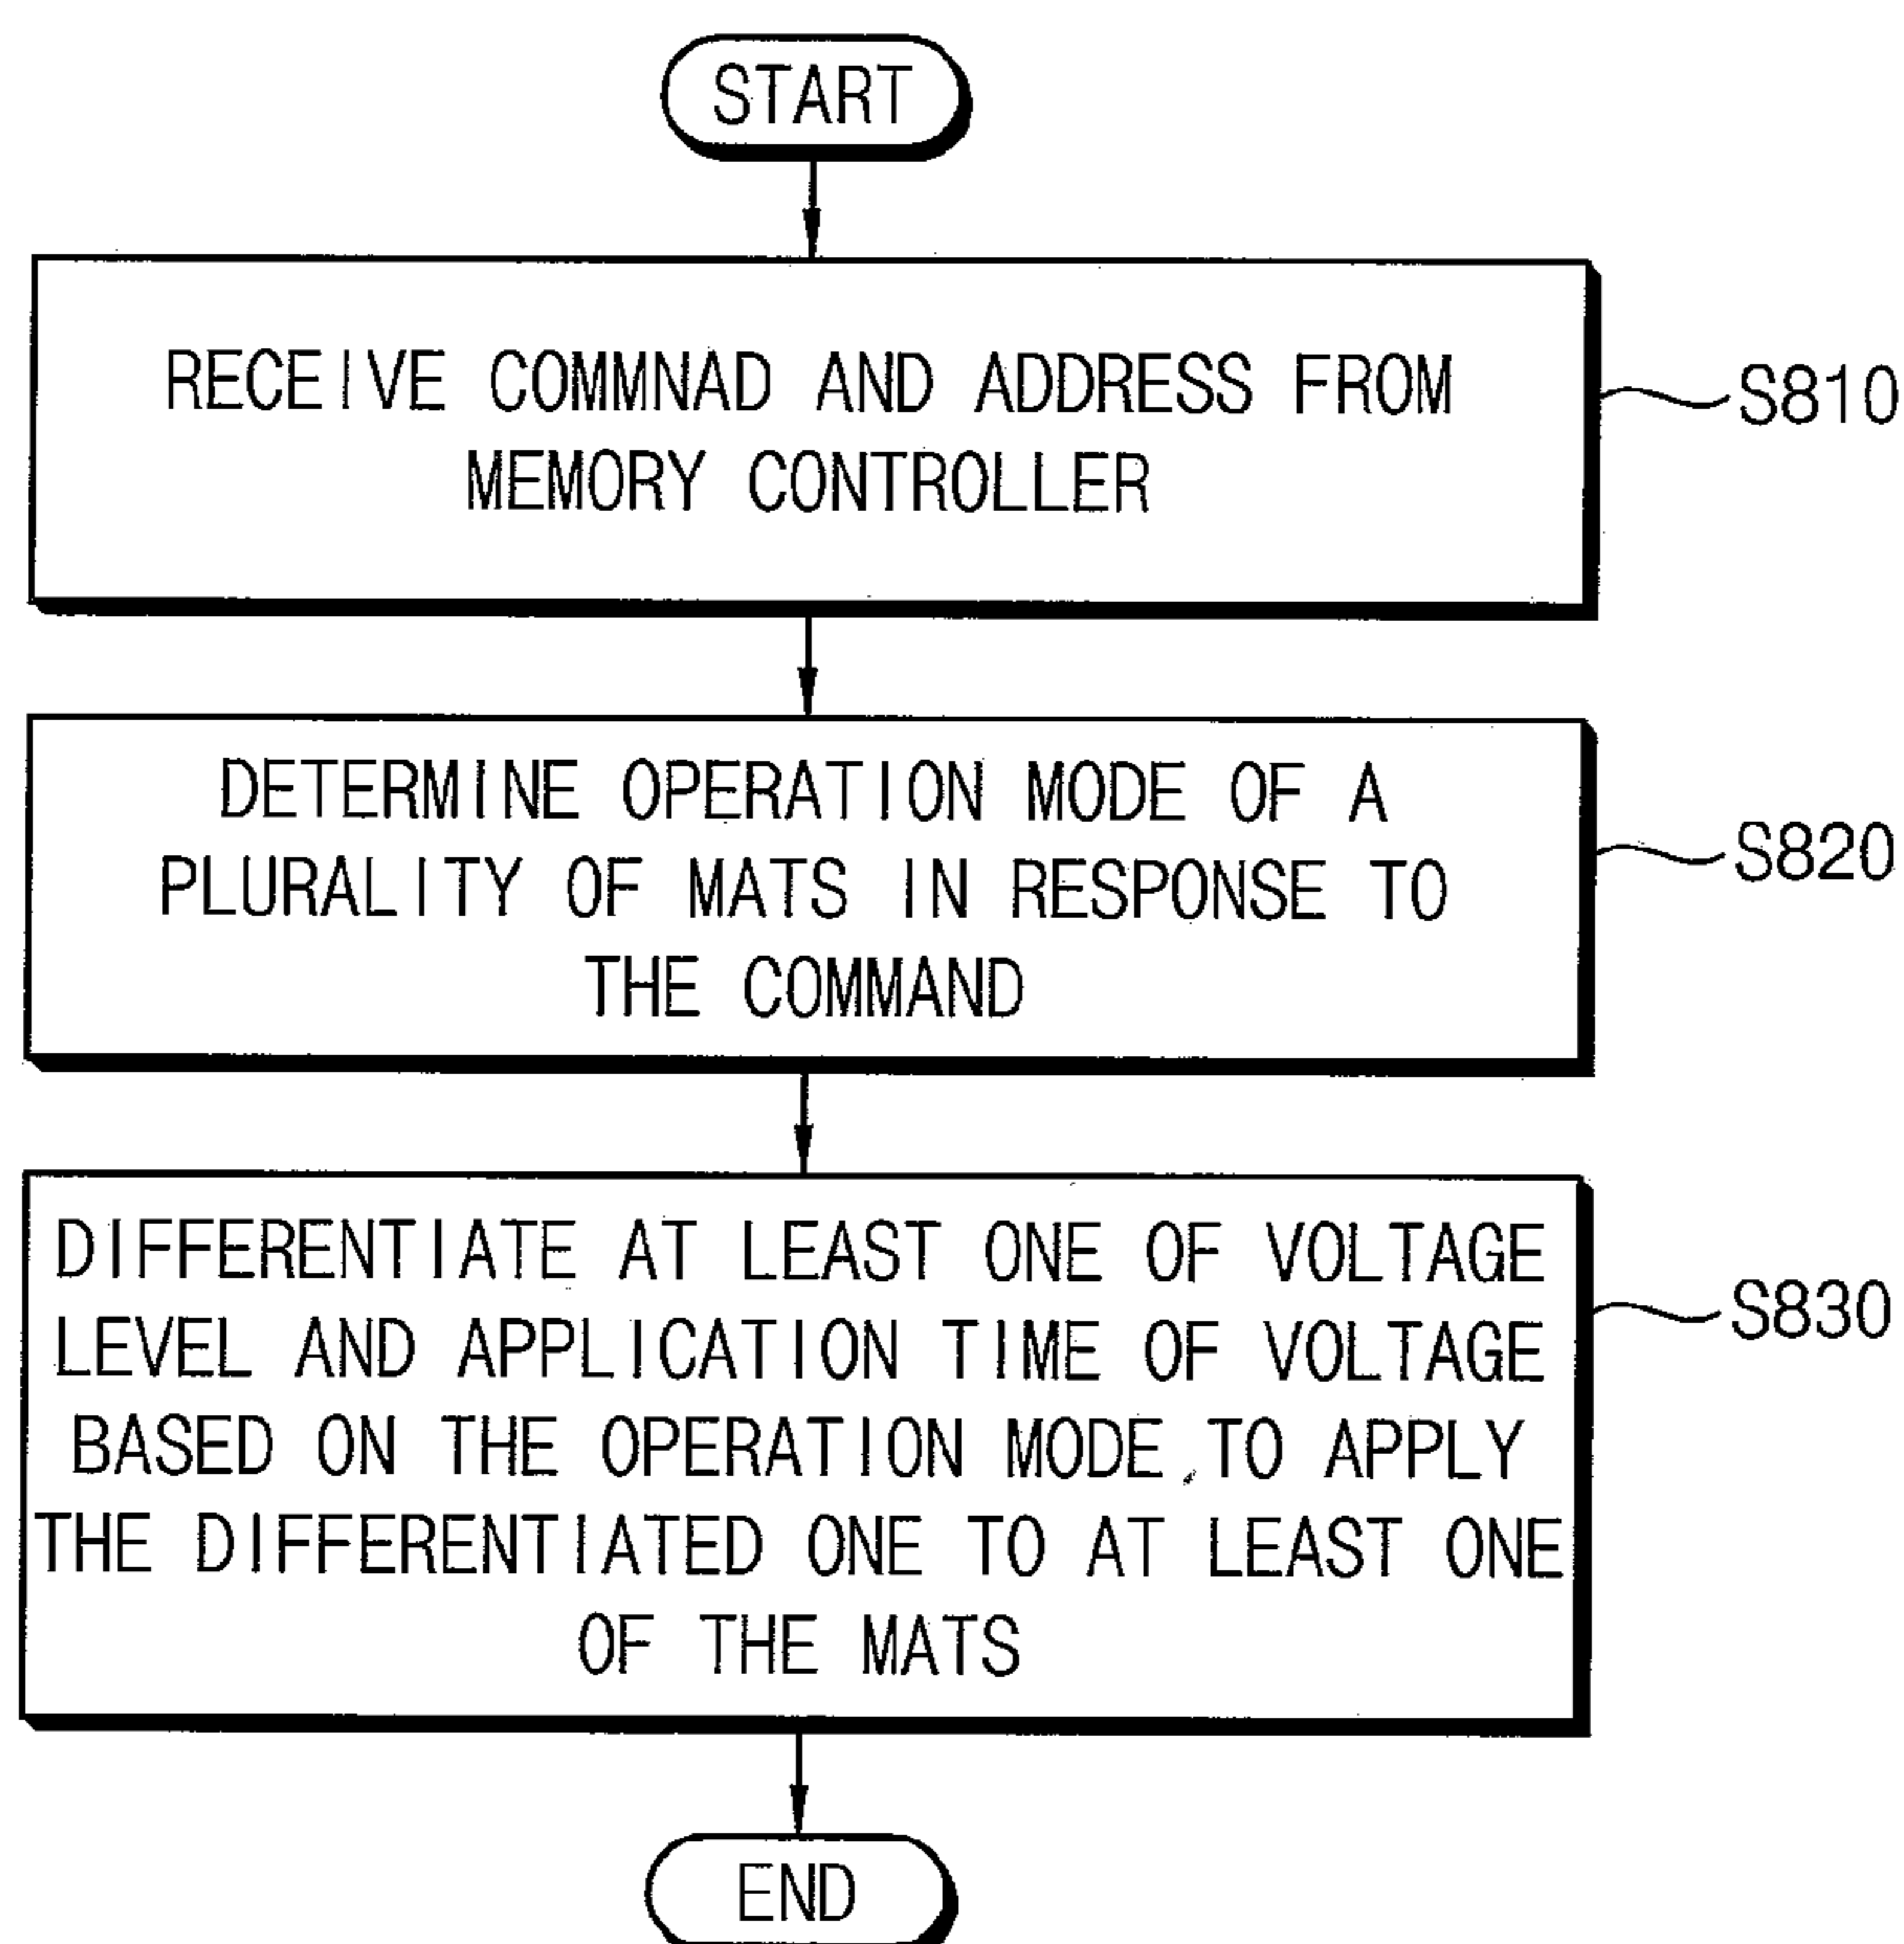 START
RECEIVE COMMNAD AND ADDRESS FROM
MEMORY CONTROLLER
S810
DETERMINE OPERATION MODE OF A
PLURALITY OF MATS IN RESPONSE TO
THE COMMAND
S820
DIFFERENTIATE AT LEAST ONE OF VOLTAGE
LEVEL AND APPLICATION TIME OF VOLTAGE
BASED ON THE OPERATION MODE, TO APPLY
THE DIFFERENTIATED ONE TO AT LEAST ONE
OF THE MATS
S830
END